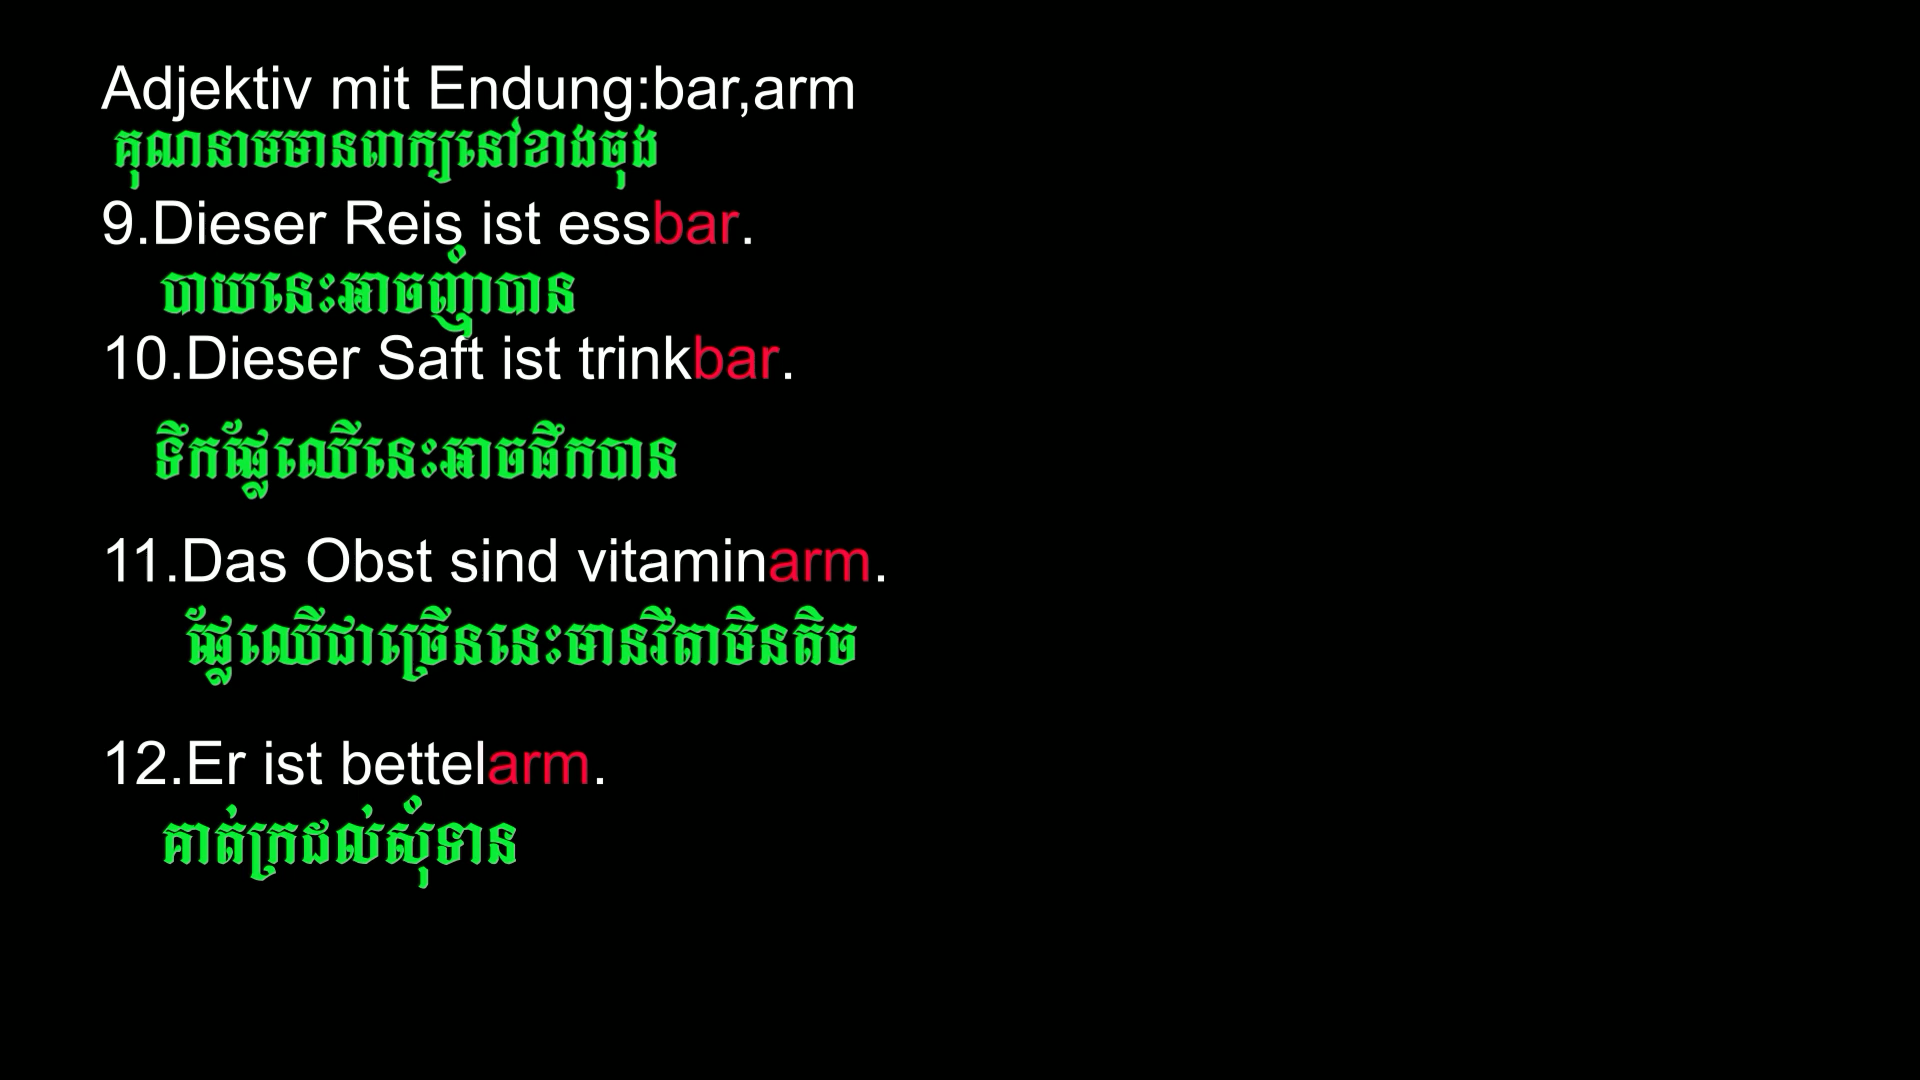 Adjektiv mit Endung:bar,arm
គុណនាមមានពាក្យនៅខាងចុង
9.Dieser Reis ist essbar.
បាយនេះអាចញុំាបាន
10.Dieser Saft ist trinkbar.
ទឹកផ្លែឈើនេះអាចផឹកបាន
11.Das Obst sind vitaminarm.
ផ្លែឈើជាច្រើននេះមានវីតាមិនតិច
12.Er ist bettelarm.
គាត់ក្រដល់សុំទាន